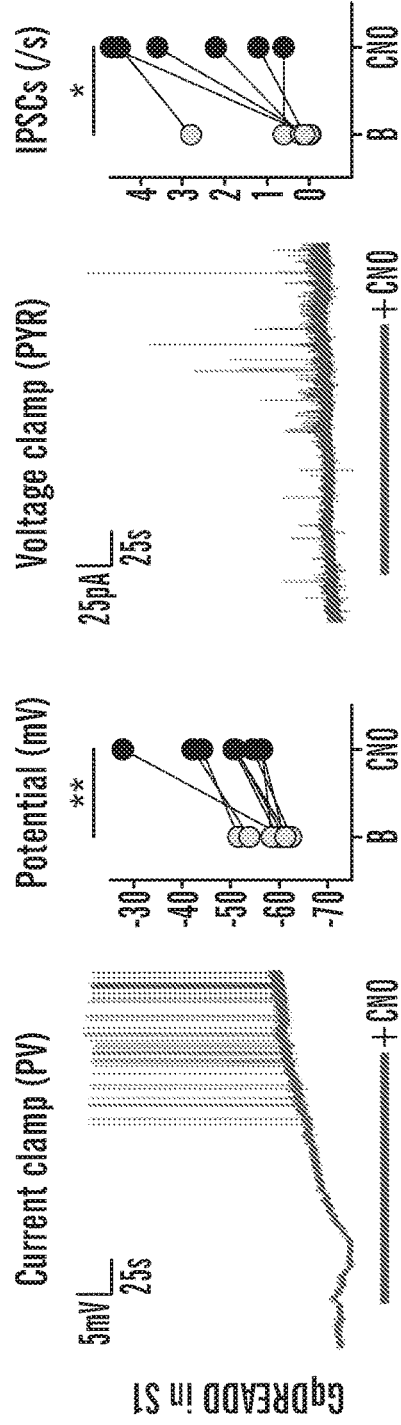 GqDREADD in S1
Current clamp (PV)
5mV
25s
+ CNO
Potential (mV)
**
-30
-40
-50
-60
-70
B
CNO
Voltage clamp (PYR)
25pA
25s
+ CNO
IPSCs (/s)
*
4
3
2
1
0
B
CNO